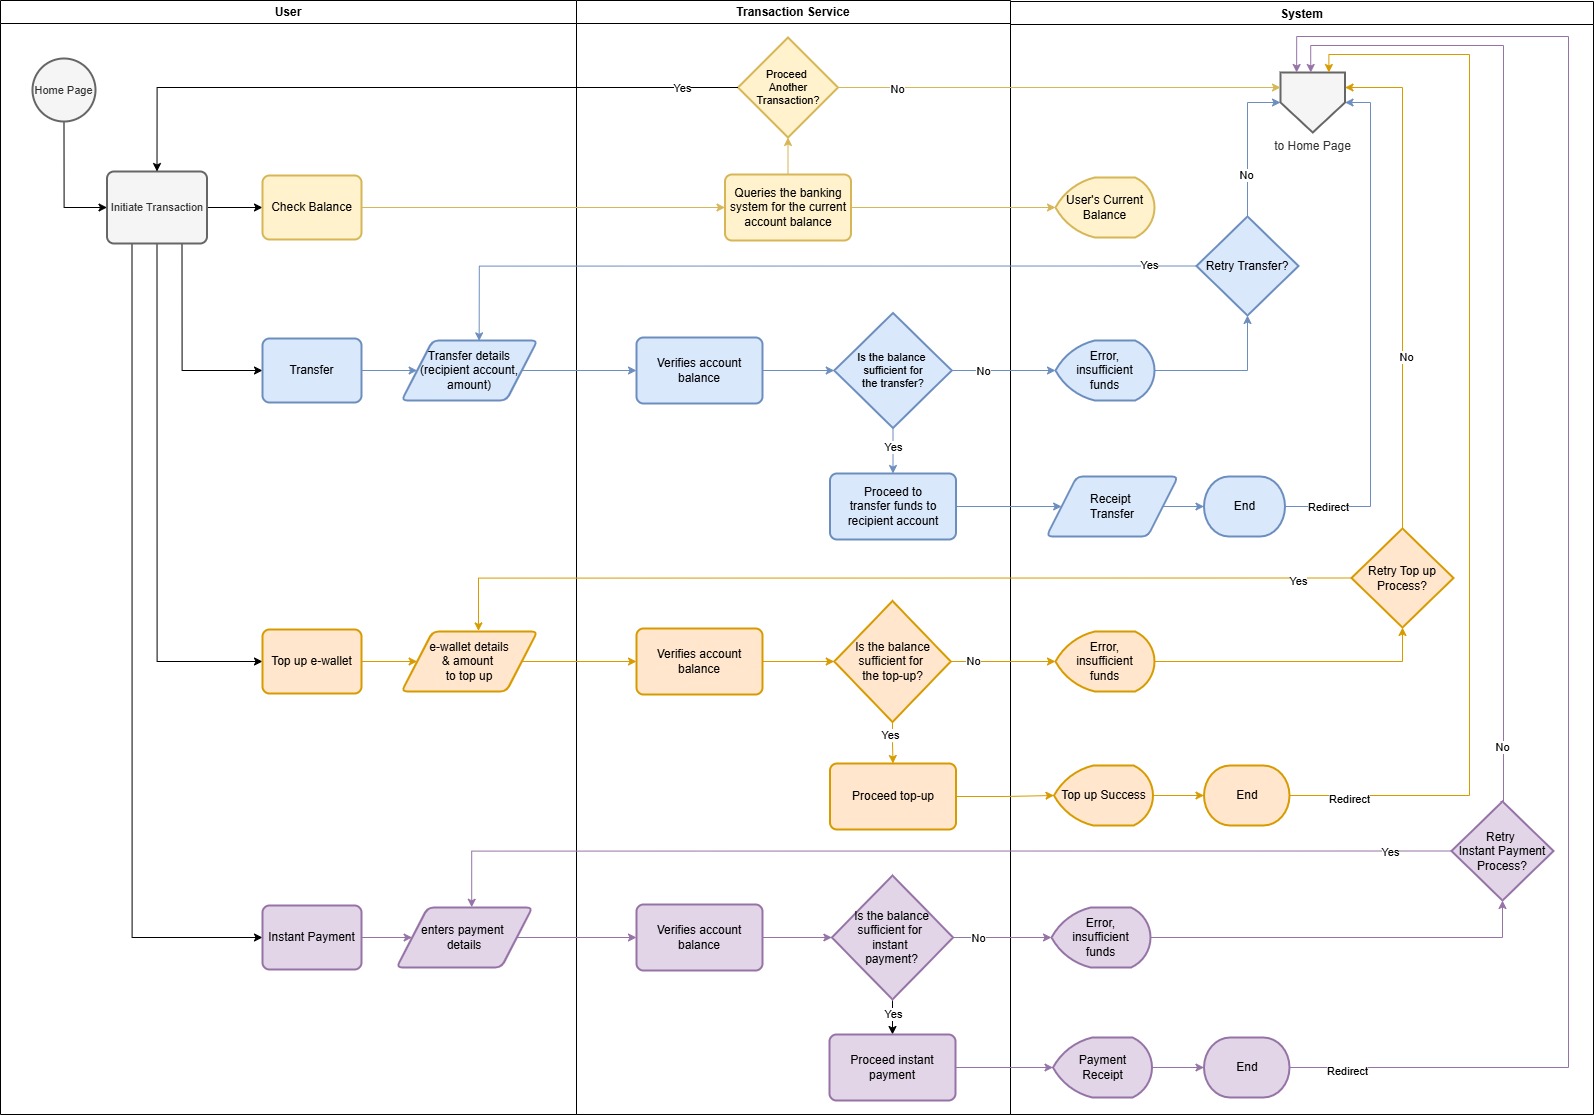 User
Transaction Service
System
Home Page
Proceed
Another
Transaction?
Yes
No
to Home Page
Initiate Transaction
Check Balance
Queries the banking
system for the current
account balance
User's Current
Balance
No
Retry Transfer?
Yes
Transfer
Transfer details
(recipient account,
amount)
Verifies account
balance
Is the balance
sufficient for
the transfer?
No
Error,
insufficient
funds
No
Yes
Proceed to
transfer funds to
recipient account
Receipt
Transfer
End
Redirect
Retry Top up
Process?
Yes
Top up e-wallet
e-wallet details
& amount
to top up
Verifies account
balance
Is the balance
sufficient for
the top-up?
No
Error,
insufficient
funds
Yes
Proceed top-up
Top up Success
End
Redirect
No
Retry
Instant Payment
Process?
Yes
Instant Payment
enters payment
details
Verifies account
balance
Is the balance
sufficient for
instant
payment?
No
Error,
insufficient
funds
Yes
Proceed instant
payment
Payment
Receipt
End
Redirect